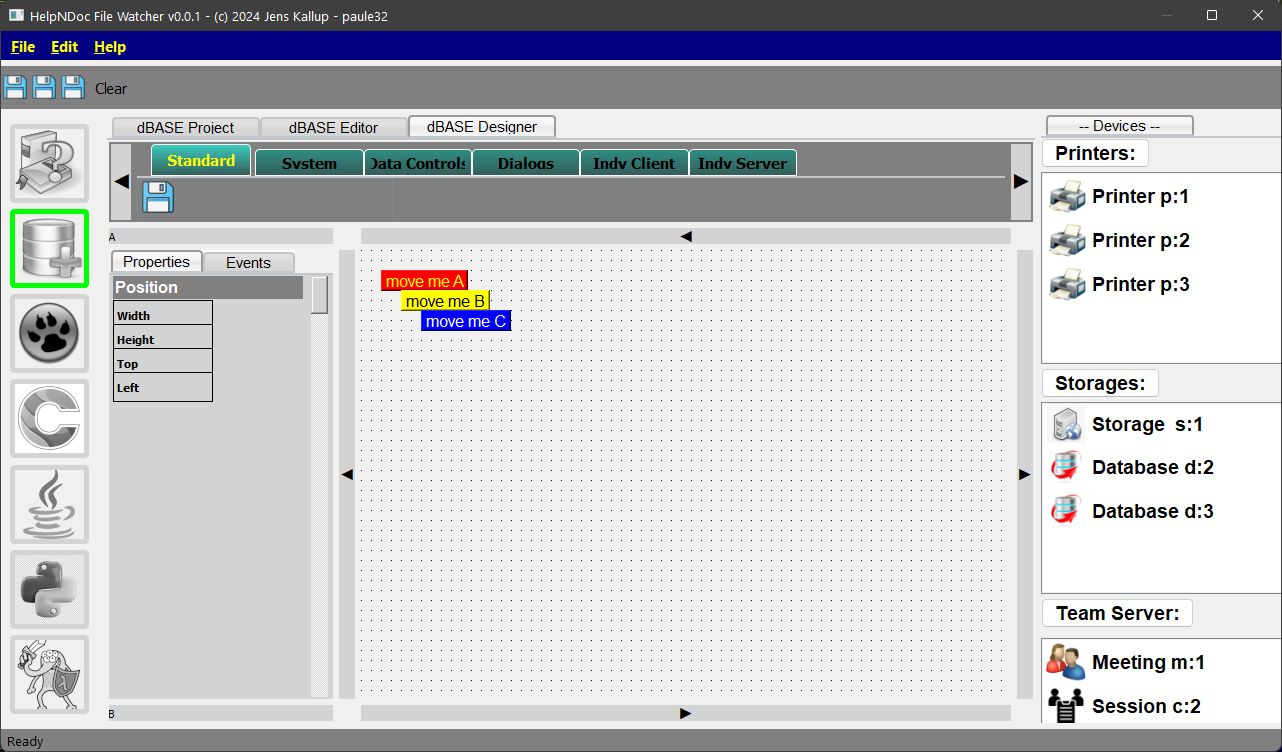 HelpNDoc File Watcher v0.0.1 - (c) 2024 Jens Kallup - paule32
File Edit Help
Clear
dBASE Project dBASE Editor dBASE Designer
Standard System Data Controls Dialogs Indy Client Indy Server
A
Properties Events
Position
Width
Height
Top
Left
B
move me A
move me B
move me C
-- Devices --
Printers:
Printer p:1
Printer p:2
Printer p:3
Storages:
Storage s:1
Database d:2
Database d:3
Team Server:
Meeting m:1
Session c:2
Ready